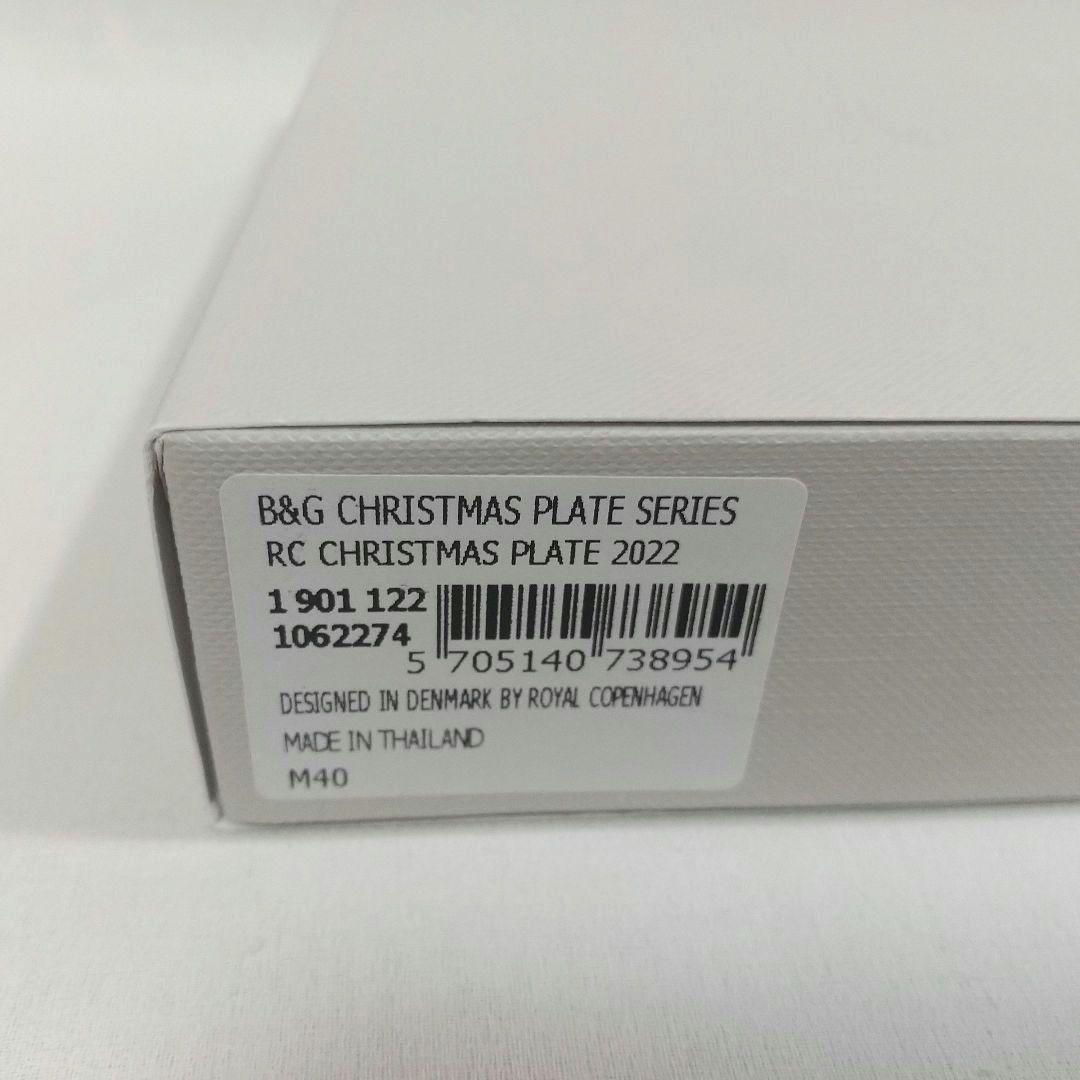 B&G CHRISTMAS PLATE SERIES
RC CHRISTMAS PLATE 2022
1 901 122
1062274
5 705140 738954
DESIGNED IN DENMARK BY ROYAL COPENHAGEN
MADE IN THAILAND
M40